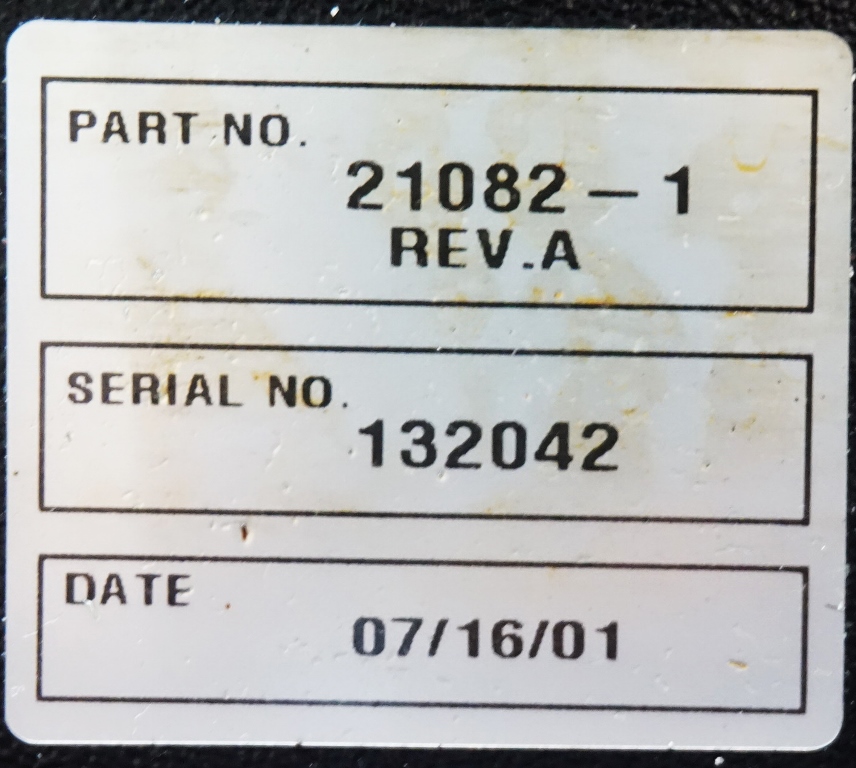 PART NO.
21082-1
REV.A
SERIAL NO.
132042
DATE
07/16/01